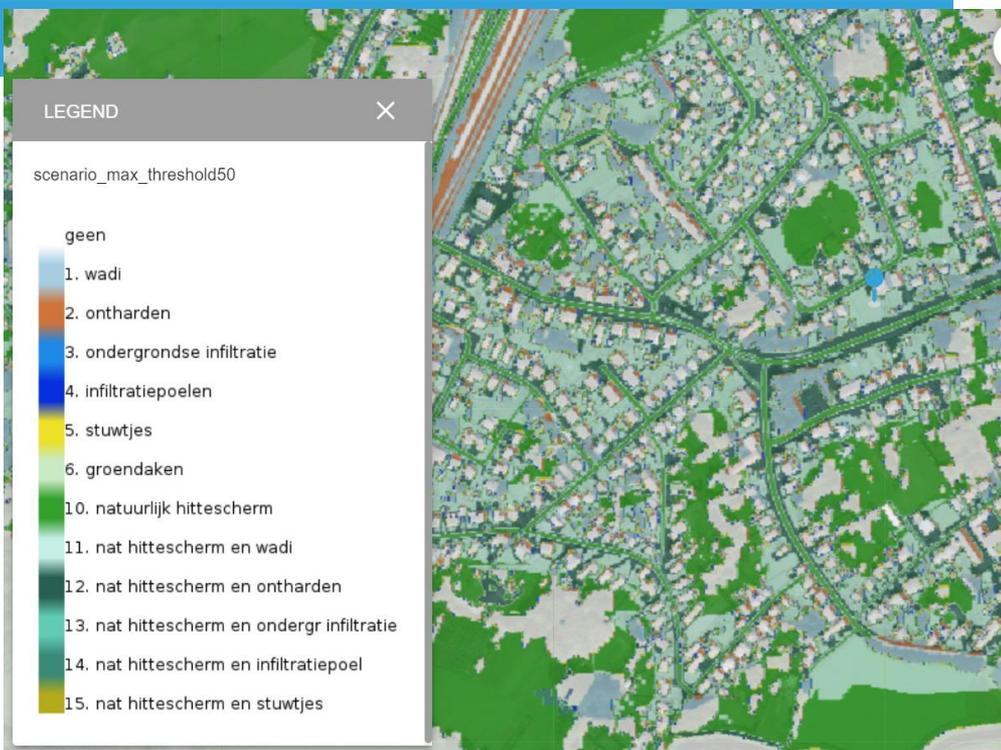 LEGEND
scenario_max_threshold50
geen
1. wadi
2. ontharden
3. ondergrondse infiltratie
4. infiltratiepoelen
5. stuwtjes
6. groendaken
10. natuurlijk hittescherm
11. nat hittescherm en wadi
12. nat hittescherm en ontharden
13. nat hittescherm en ondergr infiltratie
14. nat hittescherm en infiltratiepoel
15. nat hittescherm en stuwtjes